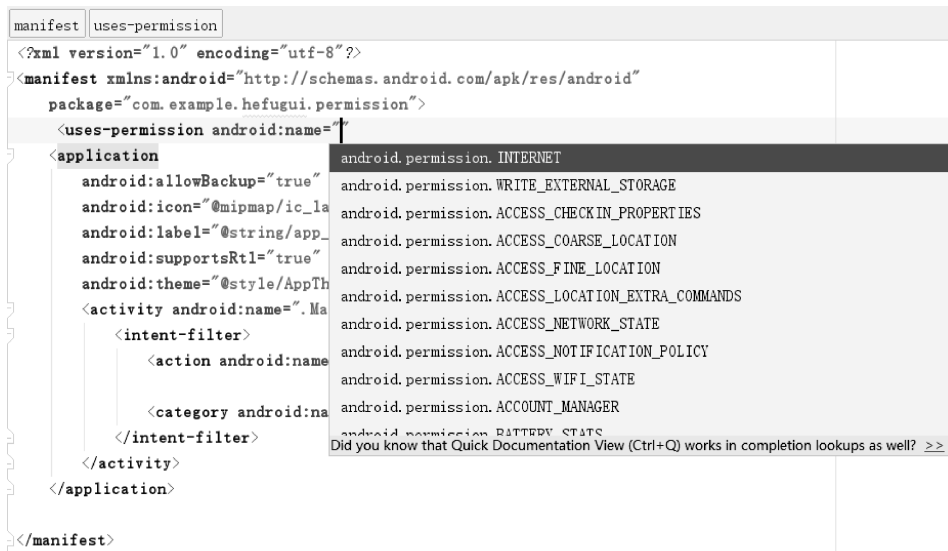 manifest uses-permission
<?xml version="1.0" encoding="utf-8"?>
<manifest xmlns:android="http://schemas.android.com/apk/res/android"
package="com.example.hefugui.permission">
<uses-permission android:name=""
<application
android:allowBackup="true"
android:icon="@mipmap/ic_la
android:label="@string/app_
android:supportsRtl="true"
android:theme="@style/AppTh
<activity android:name=".Ma
<intent-filter>
<action android:name
<category android:na
</intent-filter>
</activity>
</application>
</manifest>
android.permission.INTERNET
android.permission.WRITE_EXTERNAL_STORAGE
android.permission.ACCESS_CHECKIN_PROPERTIES
android.permission.ACCESS_COARSE_LOCATION
android.permission.ACCESS_FINE_LOCATION
android.permission.ACCESS_LOCATION_EXTRA_COMMANDS
android.permission.ACCESS_NETWORK_STATE
android.permission.ACCESS_NOTIFICATION_POLICY
android.permission.ACCESS_WIFI_STATE
android.permission.ACCOUNT_MANAGER
android.permission.BATTERY_STATS
Did you know that Quick Documentation View (Ctrl+Q) works in completion lookups as well? >>